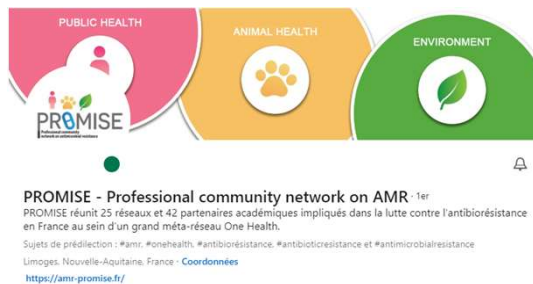 PUBLIC HEALTH
ANIMAL HEALTH
ENVIRONMENT
PROMISE
Professional community
network on antimicrobial resistance
PROMISE - Professional community network on AMR · 1er
PROMISE réunit 25 réseaux et 42 partenaires académiques impliqués dans la lutte contre l'antibiorésistance
en France au sein d'un grand méta-réseau One Health.
Sujets de prédilection : #amr, #onehealth, #antibiorésistance, #antibioticresistance et #antimicrobialresistance
Limoges, Nouvelle-Aquitaine, France · Coordonnées
https://amr-promise.fr/